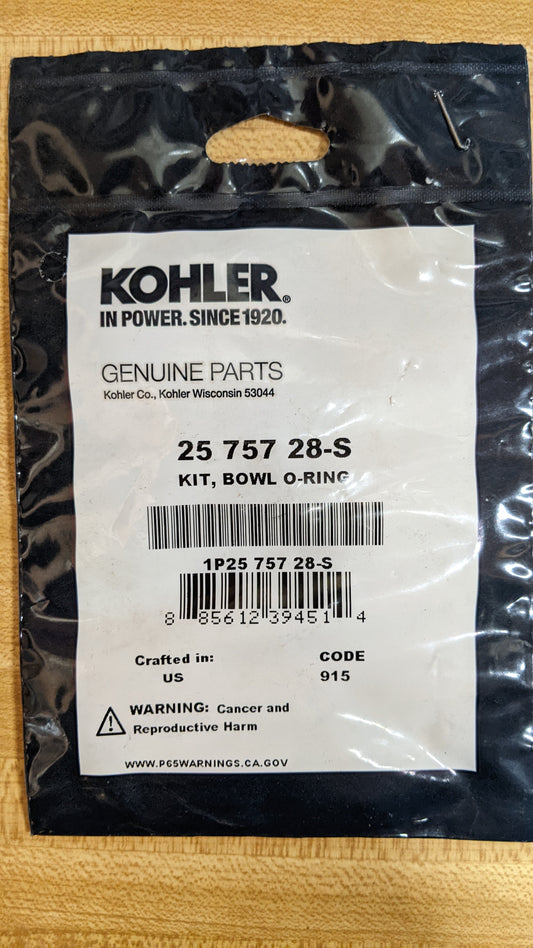 KOHLER®
IN POWER. SINCE 1920.
GENUINE PARTS
Kohler Co., Kohler Wisconsin 53044
25 757 28-S
KIT, BOWL O-RING
1P25 757 28-S
8 85612 39451 4
Crafted in: CODE
US 915
WARNING: Cancer and
Reproductive Harm
WWW.P65WARNINGS.CA.GOV